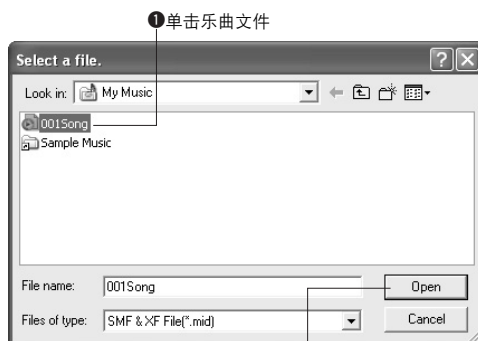 ❶单击乐曲文件
Select a file.
Look in: My Music
001Song
Sample Music
File name: 001Song Open
Files of type: SMF & XF File(*.mid) Cancel